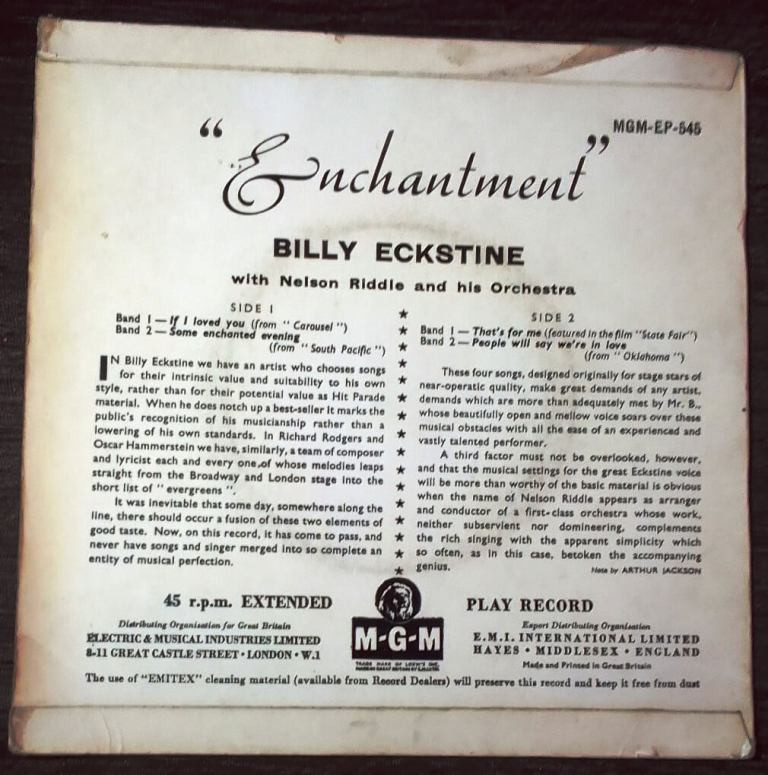 MGM-EP-545
"Enchantment"
BILLY ECKSTINE
with Nelson Riddle and his Orchestra
SIDE 1
Band 1 — If I loved you (from "Carousel")
Band 2 — Some enchanted evening
(from "South Pacific")
IN Billy Eckstine we have an artist who chooses songs
for their intrinsic value and suitability to his own
style, rather than for their potential value as Hit Parade
material. When he does notch up a best-seller it marks the
public's recognition of his musicianship rather than a
lowering of his own standards. In Richard Rodgers and
Oscar Hammerstein we have, similarly, a team of composer
and lyricist each and every one of whose melodies leaps
straight from the Broadway and London stage into the
short list of "evergreens".
It was inevitable that some day, somewhere along the
line, there should occur a fusion of these two elements of
good taste. Now, on this record, it has come to pass, and
never have songs and singer merged into so complete an
entity of musical perfection.
SIDE 2
Band 1 — That's for me (featured in the film "State Fair")
Band 2 — People will say we're in love
(from "Oklahoma")
These four songs, designed originally for stage stars of
near-operatic quality, make great demands of any artist,
demands which are more than adequately met by Mr. B.,
whose beautifully open and mellow voice soars over these
musical obstacles with all the ease of an experienced and
vastly talented performer.
A third factor must not be overlooked, however,
and that the musical settings for the great Eckstine voice
will be more than worthy of the basic material is obvious
when the name of Nelson Riddle appears as arranger
and conductor of a first-class orchestra whose work,
neither subservient nor domineering, complements
the rich singing with the apparent simplicity which
so often, as in this case, betoken the accompanying
genius.
Note by ARTHUR JACKSON
45 r.p.m. EXTENDED PLAY RECORD
Distributing Organisation for Great Britain
ELECTRIC & MUSICAL INDUSTRIES LIMITED
8-11 GREAT CASTLE STREET · LONDON · W.1
M-G-M
TRADE MARK OF LOEW'S INC.
Export Distributing Organisation
E.M.I. INTERNATIONAL LIMITED
HAYES · MIDDLESEX · ENGLAND
Made and Printed in Great Britain
The use of "EMITEX" cleaning material (available from Record Dealers) will preserve this record and keep it free from dust